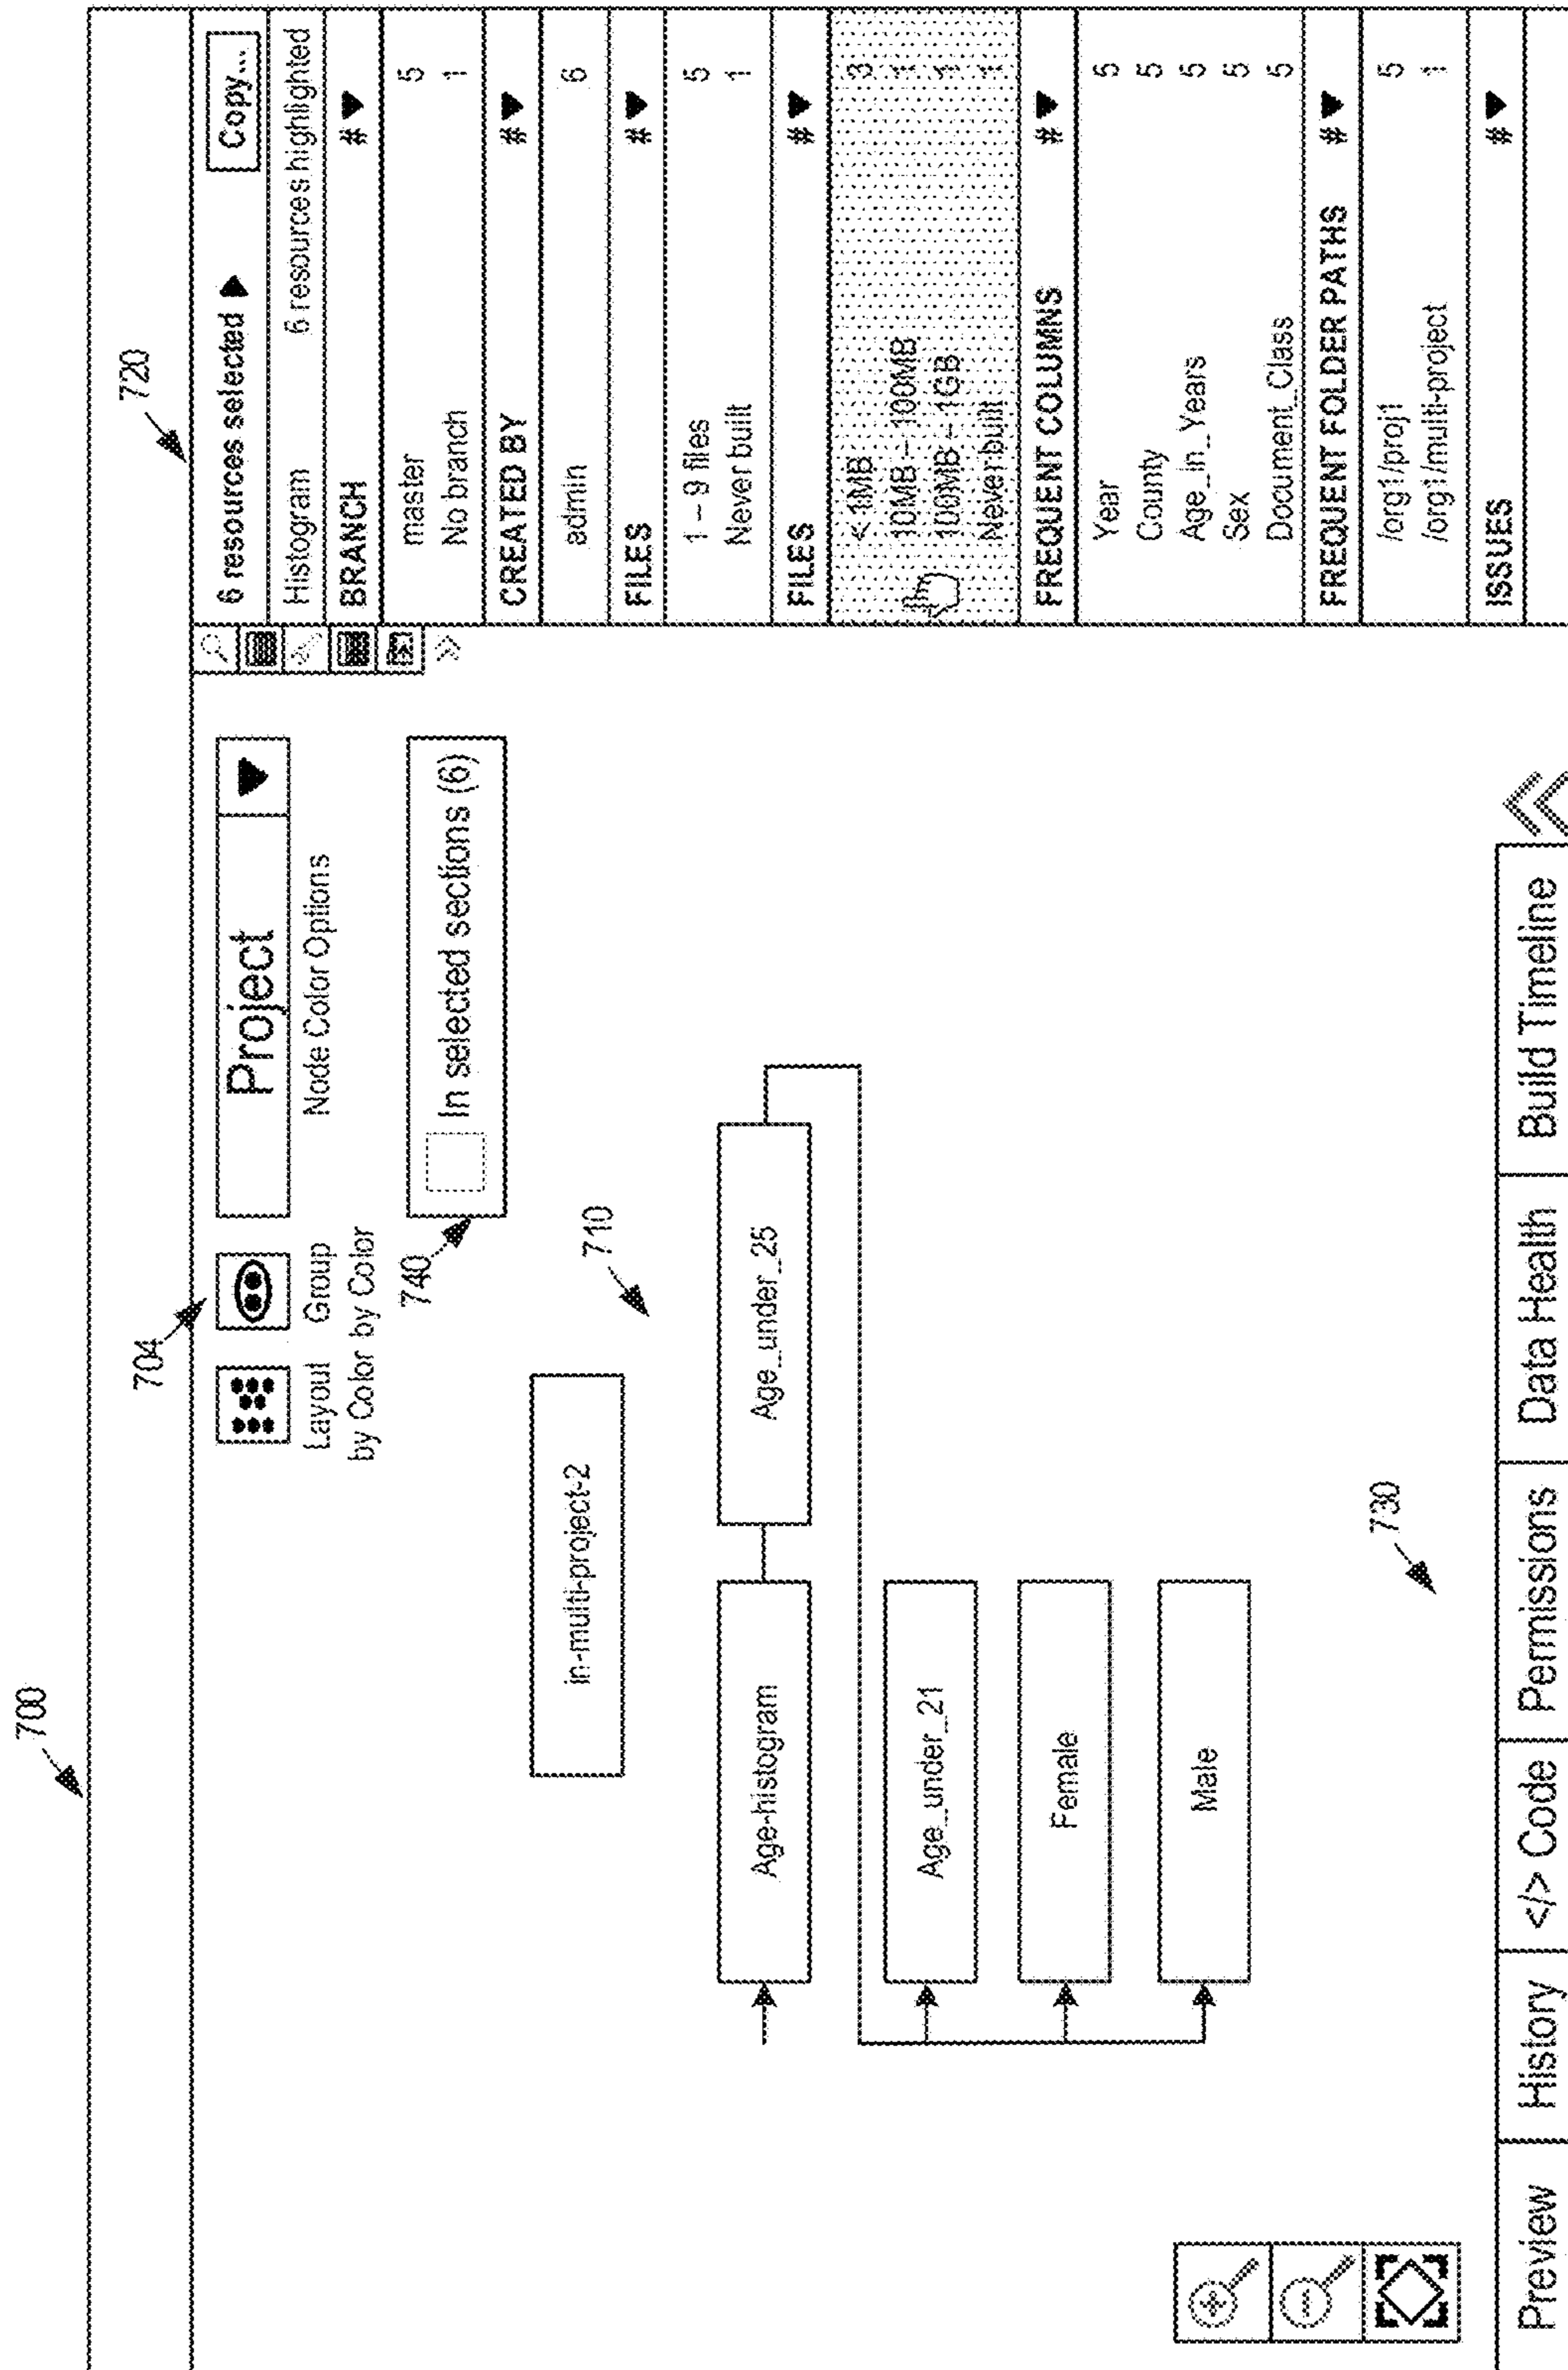 700
704
720
Project
Layout
by Color
Group
by Color
Node Color Options
740
In selected sections (6)
in-multi-project-2
710
Age-histogram
Age_under_25
Age_under_21
Female
Male
730
Preview
History
</> Code
Permissions
Data Health
Build Timeline
6 resources selected
Copy...
Histogram 6 resources highlighted
BRANCH #
master 5
No branch 1
CREATED BY #
admin 6
FILES #
1 – 9 files 5
Never built 1
FILES #
< 1MB 3
10MB – 100MB 1
100MB – 1GB 1
Never built 1
FREQUENT COLUMNS #
Year 5
County 5
Age_In_Years 5
Sex 5
Document_Class 5
FREQUENT FOLDER PATHS #
/org1/proj1 5
/org1/multi-project 1
ISSUES #